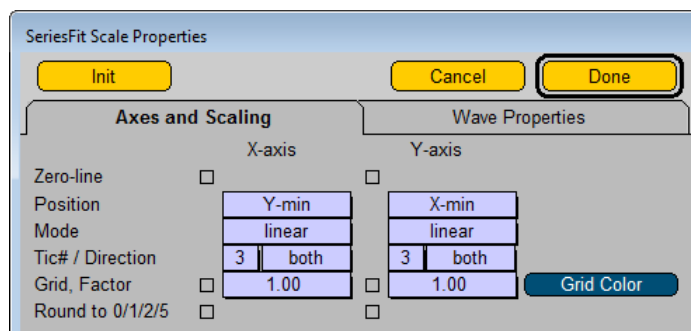 SeriesFit Scale Properties
Init Cancel Done
Axes and Scaling Wave Properties
X-axis Y-axis
Zero-line
Position Y-min X-min
Mode linear linear
Tic# / Direction 3 both 3 both
Grid, Factor 1.00 1.00 Grid Color
Round to 0/1/2/5